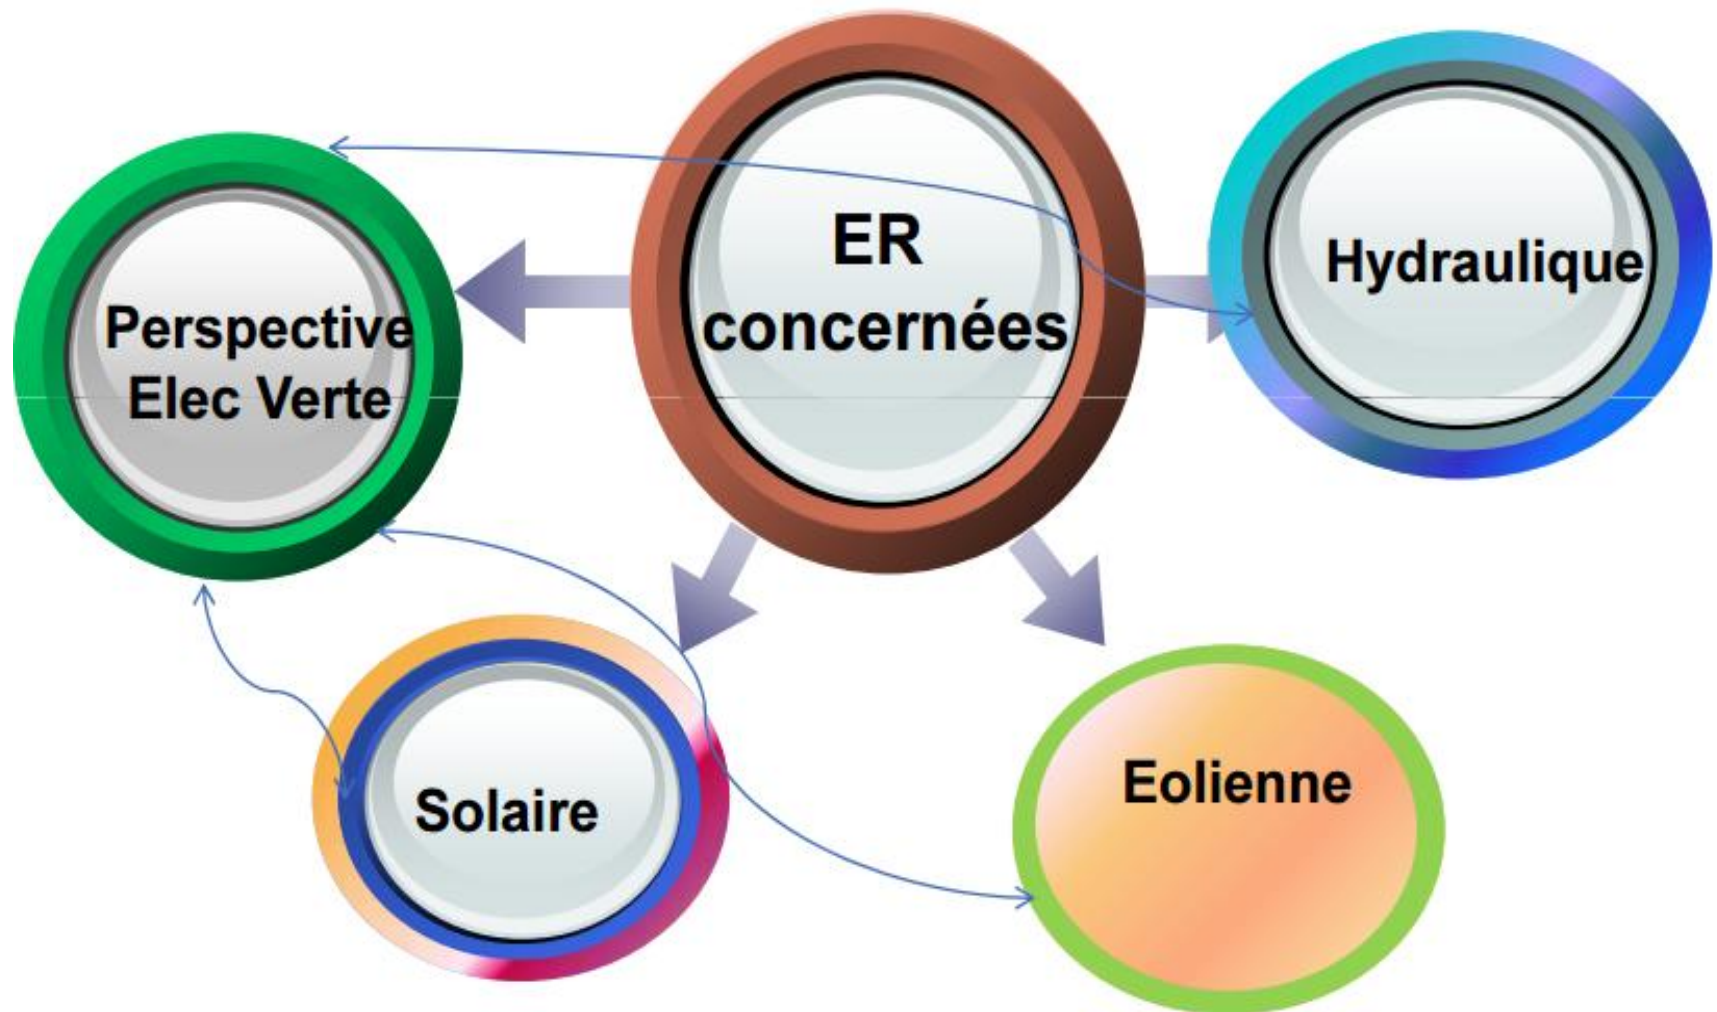 ER
concernées
Hydraulique
Perspective
Elec Verte
Solaire
Eolienne